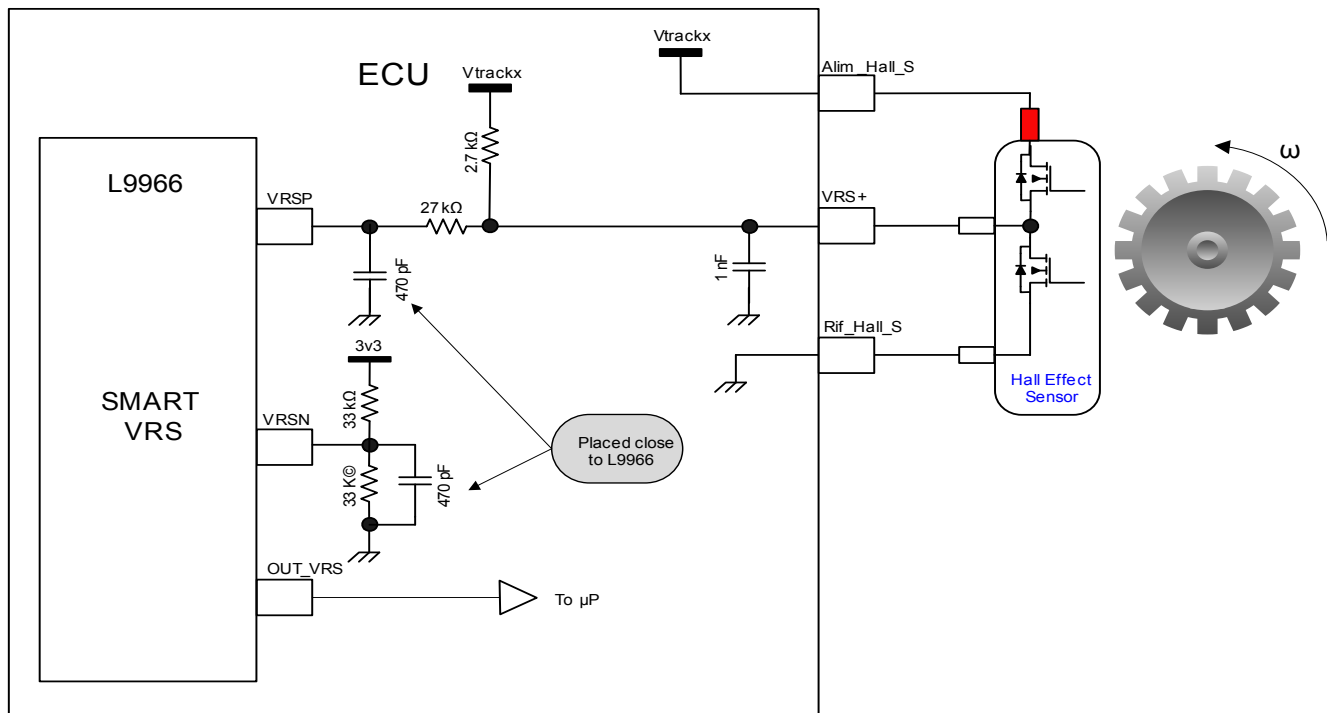 ECU
Vtrackx
Vtrackx
Alim_Hall_S
2.7 kΩ
L9966
VRSP
27 kΩ
VRS+
ω
470 pF
1 nF
Rif_Hall_S
3v3
33 kΩ
SMART
VRS
VRSN
33 K©
470 pF
Placed close
to L9966
Hall Effect
Sensor
OUT_VRS
To µP